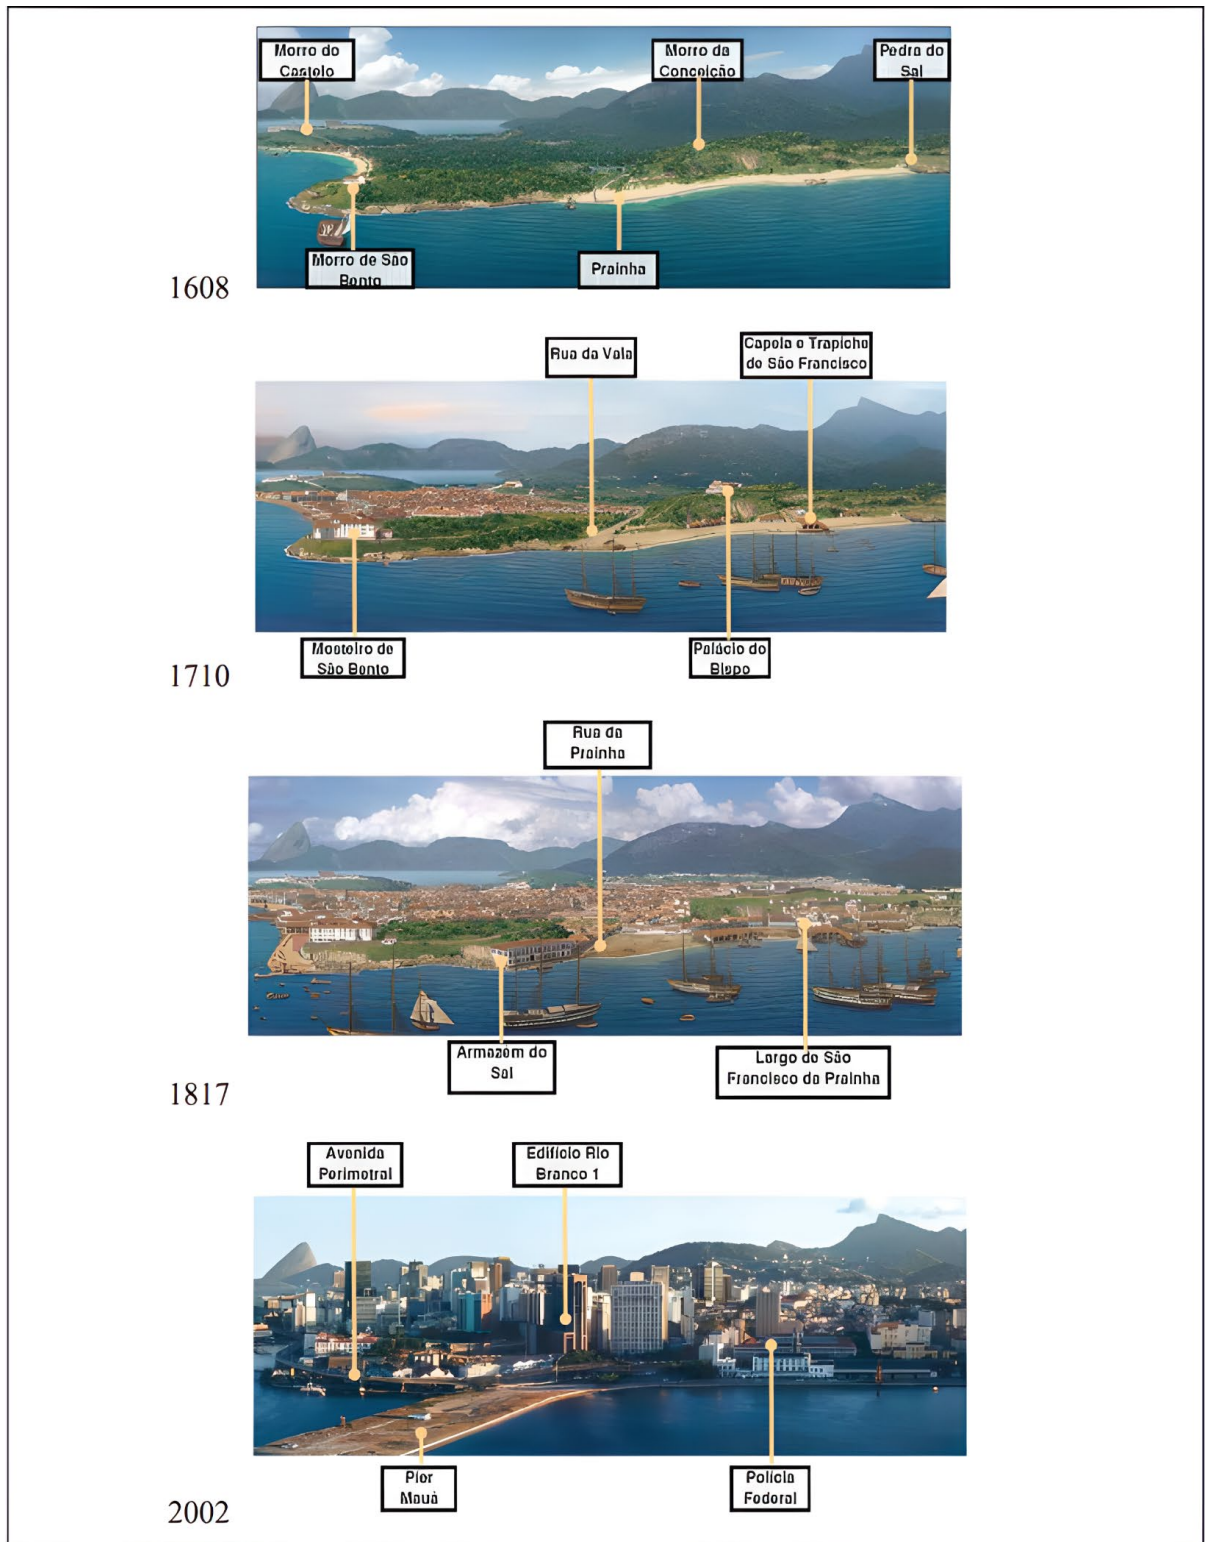 Morro do
Castelo
Morro da
Conceição
Pedra do
Sal
Morro de São
Bento
Prainha
1608
Rua da Vala
Capela e Trapiche
de São Francisco
Mosteiro de
São Bento
Palácio do
Bispo
1710
Rua da
Prainha
Armazém do
Sal
Largo de São
Francisco da Prainha
1817
Avenida
Perimetral
Edifício Rio
Branco 1
Píer
Mauá
Polícia
Federal
2002